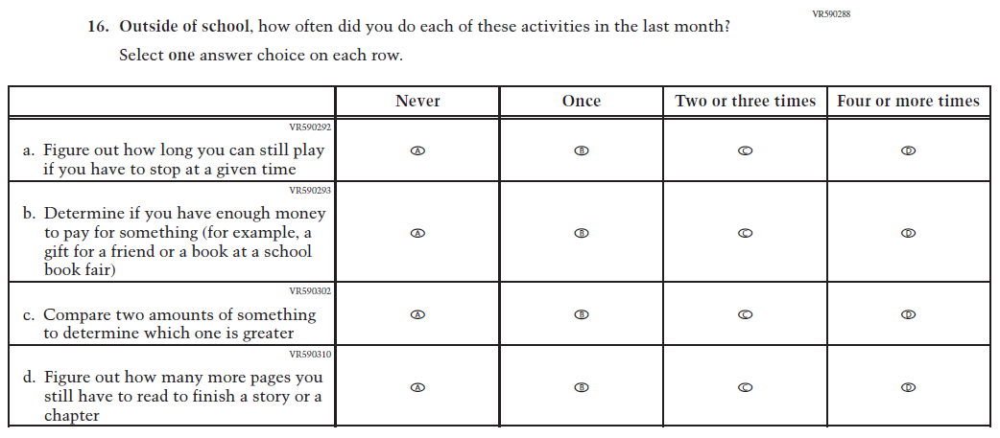 VR590288
16. Outside of school, how often did you do each of these activities in the last month?
Select one answer choice on each row.
Never Once Two or three times Four or more times
VR590292
a. Figure out how long you can still play
if you have to stop at a given time
A B C D
VR590293
b. Determine if you have enough money
to pay for something (for example, a
gift for a friend or a book at a school
book fair)
A B C D
VR590302
c. Compare two amounts of something
to determine which one is greater
A B C D
VR590310
d. Figure out how many more pages you
still have to read to finish a story or a
chapter
A B C D